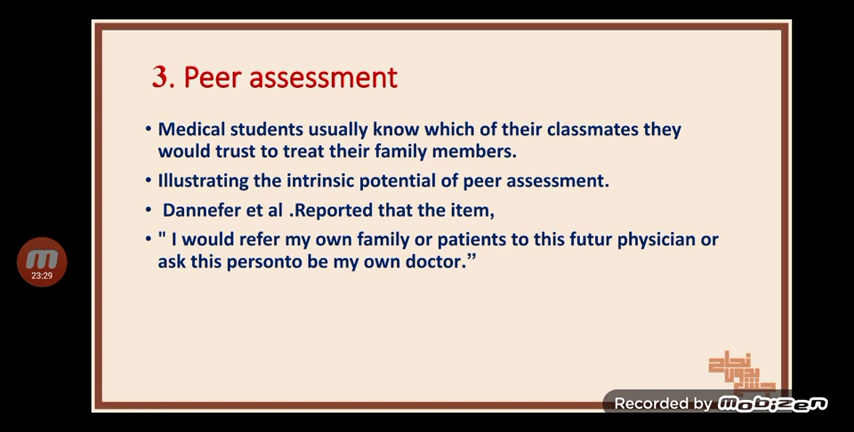 3. Peer assessment
• Medical students usually know which of their classmates they
would trust to treat their family members.
• Illustrating the intrinsic potential of peer assessment.
• Dannefer et al .Reported that the item,
• " I would refer my own family or patients to this futur physician or
ask this personto be my own doctor.”
23:29
Recorded by mobizen